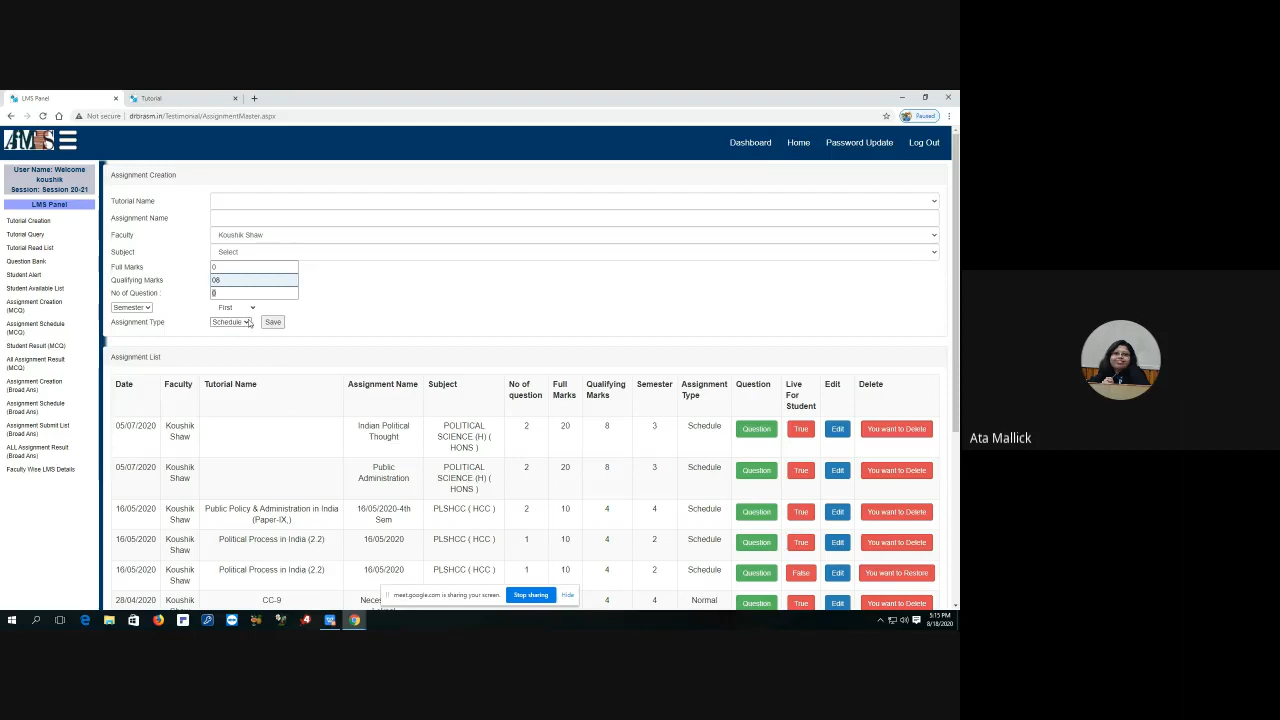 LMS Panel
Tutorial
Not secure
drbrasm.in/Testimonial/AssignmentMaster.aspx
Paused
Dashboard
Home
Password Update
Log Out
User Name: Welcome
koushik
Session: Session 20-21
LMS Panel
Tutorial Creation
Tutorial Query
Tutorial Read List
Question Bank
Student Alert
Student Available List
Assignment Creation
(MCQ)
Assignment Schedule
(MCQ)
Student Result (MCQ)
All Assignment Result
(MCQ)
Assignment Creation
(Broad Ans)
Assignment Schedule
(Broad Ans)
Assignment Submit List
(Broad Ans)
ALL Assignment Result
(Broad Ans)
Faculty Wise LMS Details
Assignment Creation
Tutorial Name
Assignment Name
Faculty Koushik Shaw
Subject Select
Full Marks 0
Qualifying Marks 08
No of Question : 0
Semester First
Assignment Type Schedule Save
Assignment List
Date Faculty Tutorial Name Assignment Name Subject No of question Full Marks Qualifying Marks Semester Assignment Type Question Live For Student Edit Delete
05/07/2020 Koushik Shaw Indian Political Thought POLITICAL SCIENCE (H) ( HONS ) 2 20 8 3 Schedule Question True Edit You want to Delete
05/07/2020 Koushik Shaw Public Administration POLITICAL SCIENCE (H) ( HONS ) 2 20 8 3 Schedule Question True Edit You want to Delete
16/05/2020 Koushik Shaw Public Policy & Administration in India (Paper-IX,) 16/05/2020-4th Sem PLSHCC ( HCC ) 2 10 4 4 Schedule Question True Edit You want to Delete
16/05/2020 Koushik Shaw Political Process in India (2.2) 16/05/2020 PLSHCC ( HCC ) 1 10 4 2 Schedule Question True Edit You want to Delete
16/05/2020 Koushik Shaw Political Process in India (2.2) 16/05/2020 PLSHCC ( HCC ) 1 10 4 2 Schedule Question False Edit You want to Restore
28/04/2020 Koushik CC-9 4 4 Normal Question True Edit You want to Delete
meet.google.com is sharing your screen.
Stop sharing
Hide
5:15 PM
8/18/2020
Ata Mallick